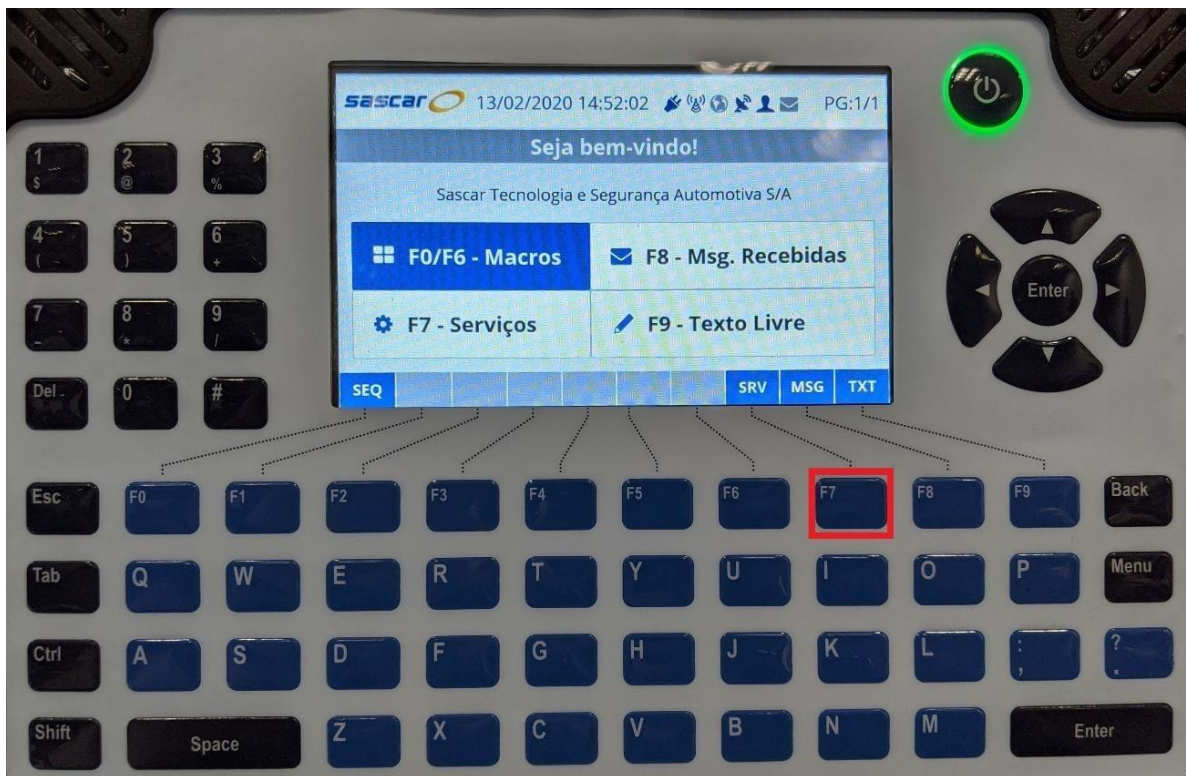 sascar 13/02/2020 14:52:02 PG:1/1
Seja bem-vindo!
Sascar Tecnologia e Segurança Automotiva S/A
F0/F6 - Macros F8 - Msg. Recebidas
F7 - Serviços F9 - Texto Livre
SEQ SRV MSG TXT
1 2 3
$ @ %
4 5 6
( ) +
7 8 9
- * /
Del 0 #
Enter
Esc F0 F1 F2 F3 F4 F5 F6 F7 F8 F9 Back
Tab Q W E R T Y U I O P Menu
Ctrl A S D F G H J K L : ?
, .
Shift Space Z X C V B N M Enter